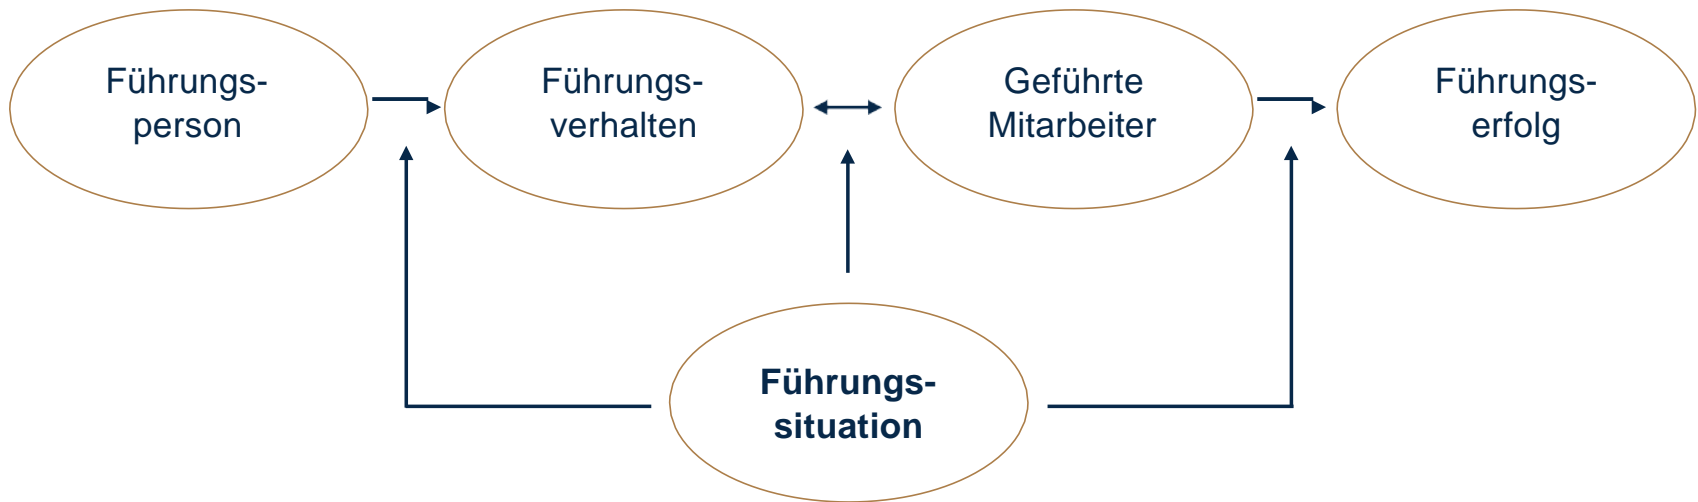 Führungs-
person
Führungs-
verhalten
Geführte
Mitarbeiter
Führungs-
erfolg
Führungs-
situation